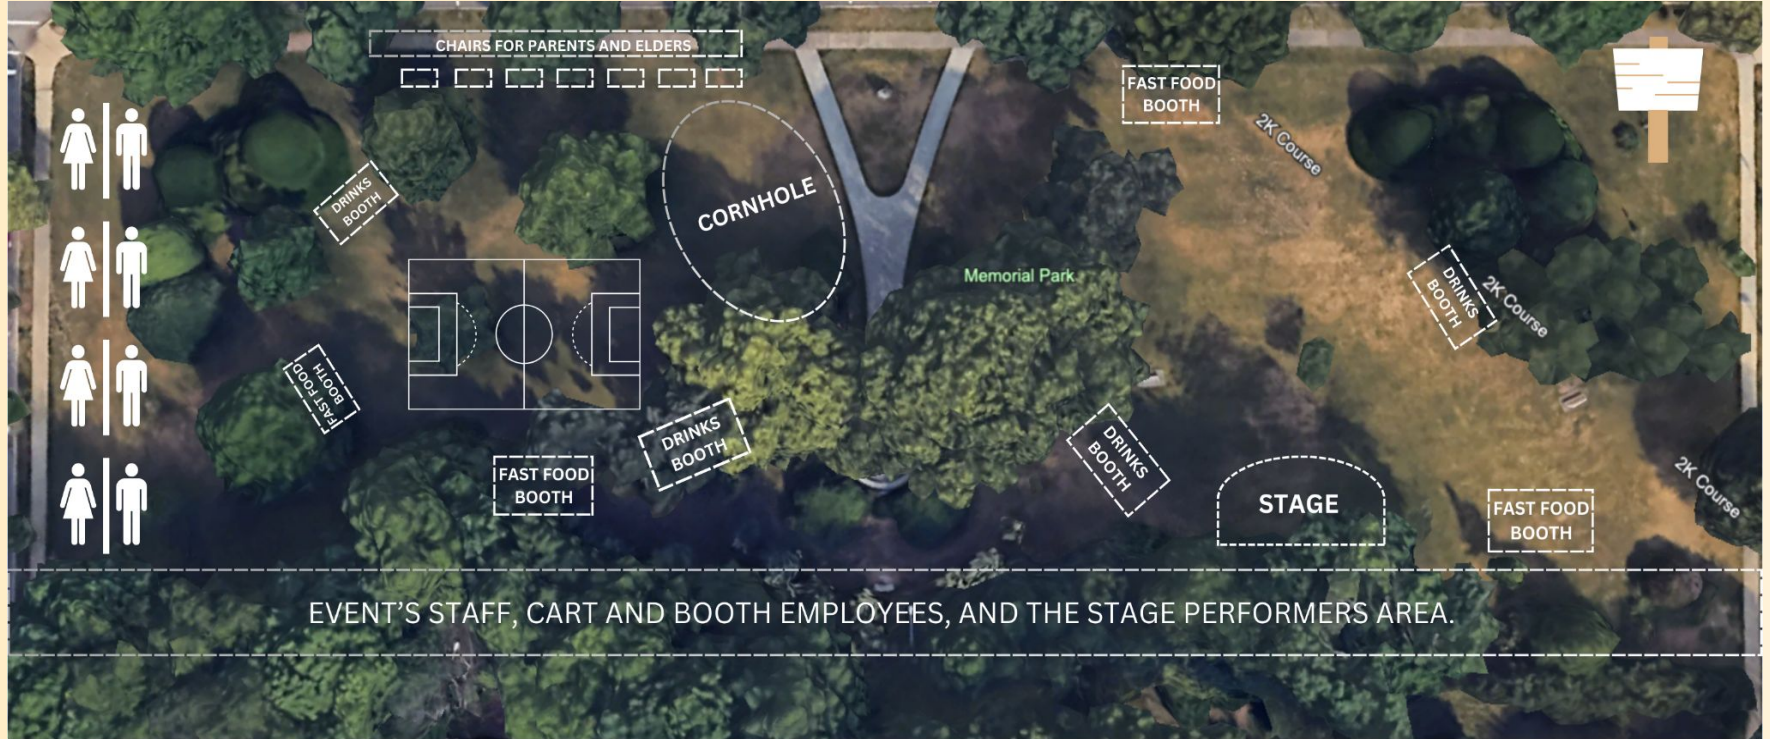 CHAIRS FOR PARENTS AND ELDERS
FAST FOOD
BOOTH
2K Course
DRINKS
BOOTH
CORNHOLE
Memorial Park
DRINKS
BOOTH
2K Course
FAST FOOD
BOOTH
DRINKS
BOOTH
DRINKS
BOOTH
FAST FOOD
BOOTH
STAGE
FAST FOOD
BOOTH
2K Course
EVENT'S STAFF, CART AND BOOTH EMPLOYEES, AND THE STAGE PERFORMERS AREA.